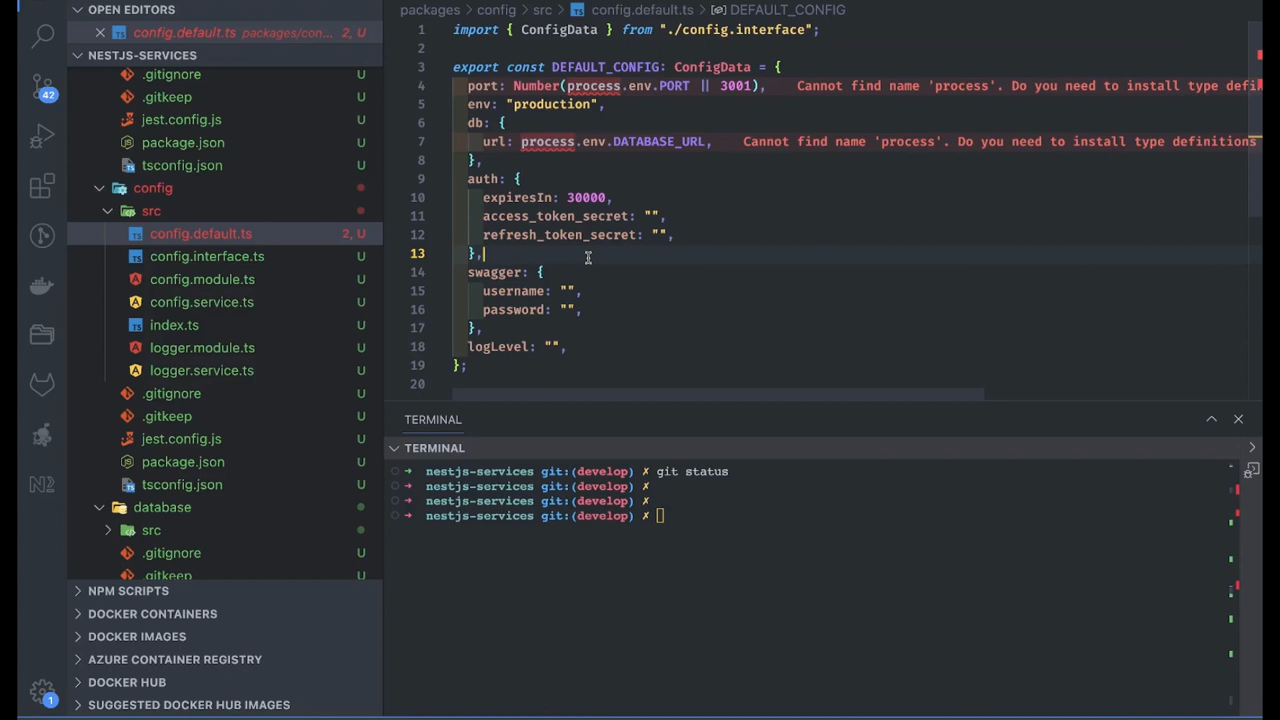 OPEN EDITORS
config.default.ts packages/con... 2, U
NESTJS-SERVICES
.gitignore U
.gitkeep U
jest.config.js U
package.json U
tsconfig.json U
config
src
config.default.ts 2, U
config.interface.ts U
config.module.ts U
config.service.ts U
index.ts U
logger.module.ts U
logger.service.ts U
.gitignore U
.gitkeep U
jest.config.js U
package.json U
tsconfig.json U
database
src
.gitignore U
.gitkeep U
NPM SCRIPTS
DOCKER CONTAINERS
DOCKER IMAGES
AZURE CONTAINER REGISTRY
DOCKER HUB
SUGGESTED DOCKER HUB IMAGES
42
1
packages > config > src > TS config.default.ts > DEFAULT_CONFIG
1 import { ConfigData } from "./config.interface";
2
3 export const DEFAULT_CONFIG: ConfigData = {
4 port: Number(process.env.PORT || 3001), Cannot find name 'process'. Do you need to install type defi
5 env: "production",
6 db: {
7 url: process.env.DATABASE_URL, Cannot find name 'process'. Do you need to install type definitions
8 },
9 auth: {
10 expiresIn: 30000,
11 access_token_secret: "",
12 refresh_token_secret: "",
13 },
14 swagger: {
15 username: "",
16 password: "",
17 },
18 logLevel: "",
19 };
20
TERMINAL
TERMINAL
→ nestjs-services git:(develop) ✗ git status
→ nestjs-services git:(develop) ✗
→ nestjs-services git:(develop) ✗
→ nestjs-services git:(develop) ✗